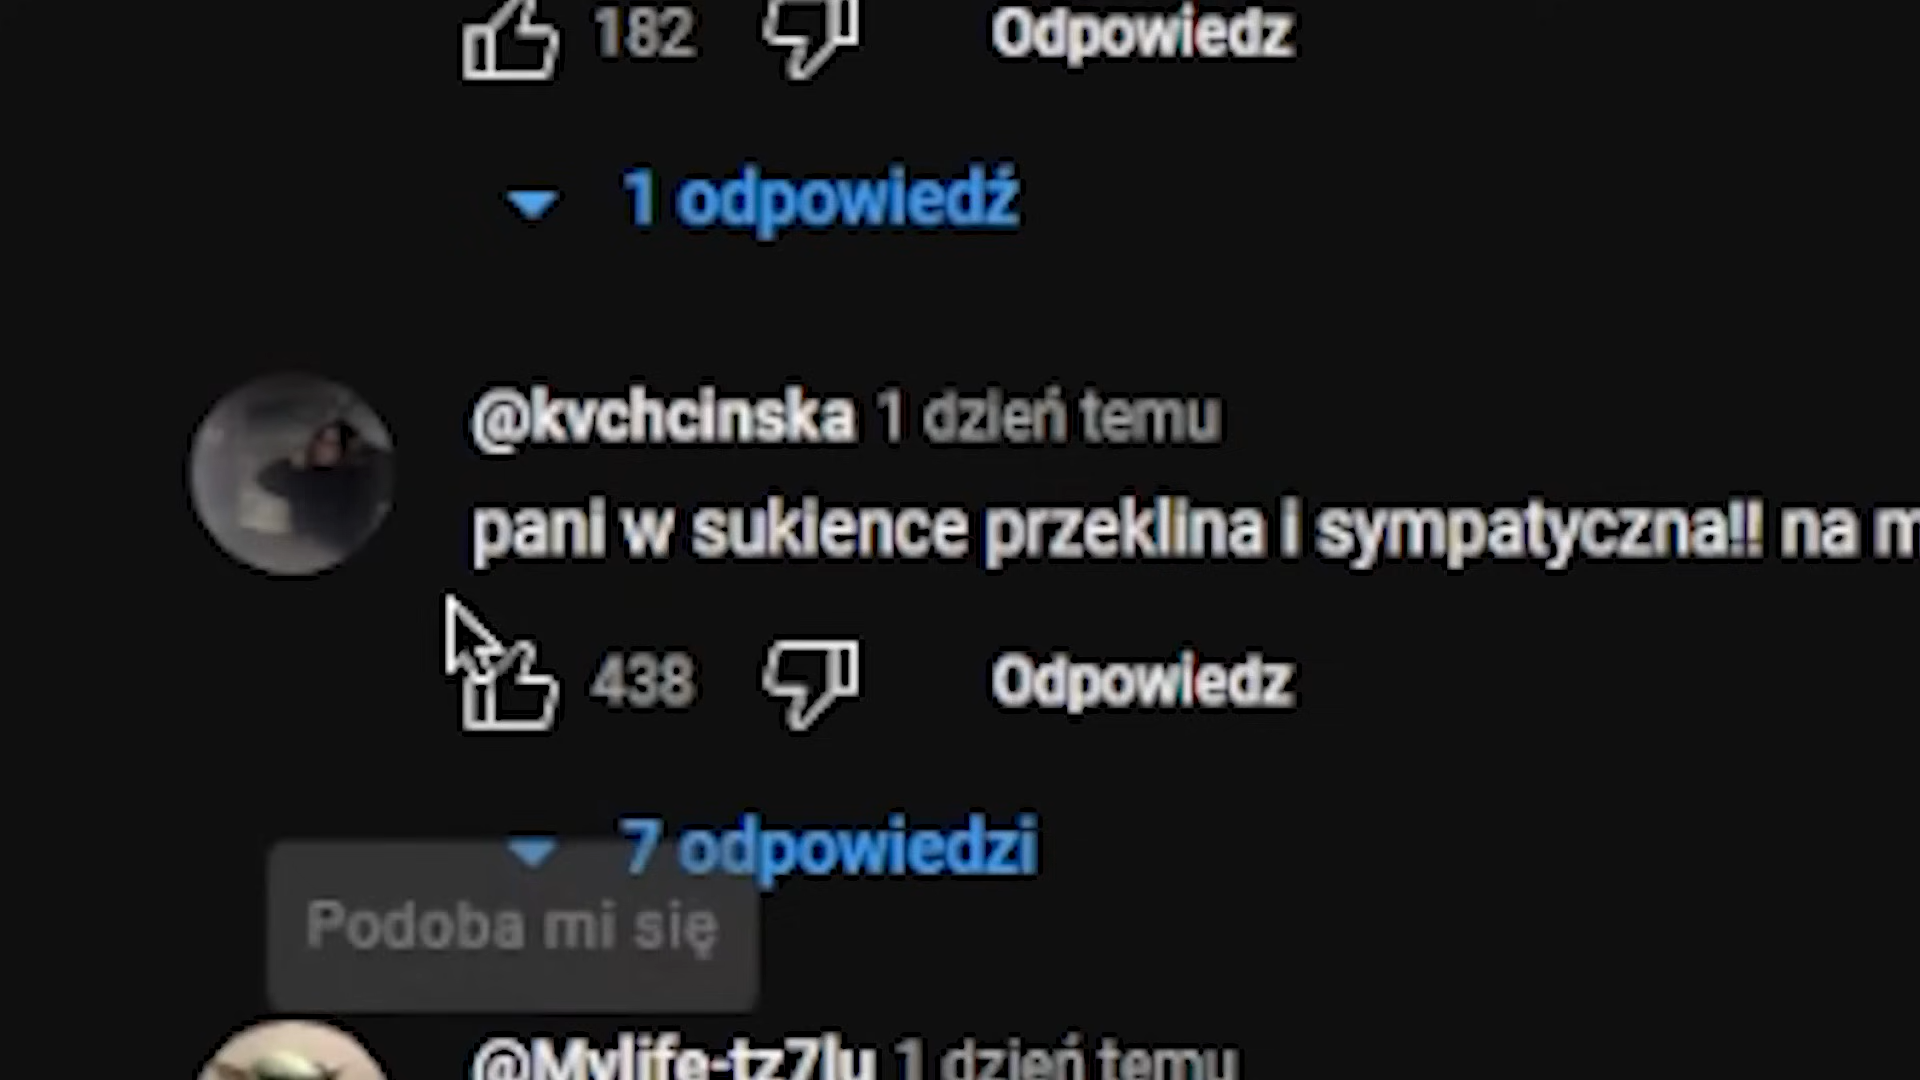 182 Odpowiedz
1 odpowiedź
@kvchcinska 1 dzień temu
pani w sukience przeklina i sympatyczna!! na
438 Odpowiedz
7 odpowiedzi
Podoba mi się
@Mylife-tz7lu 1 dzień temu